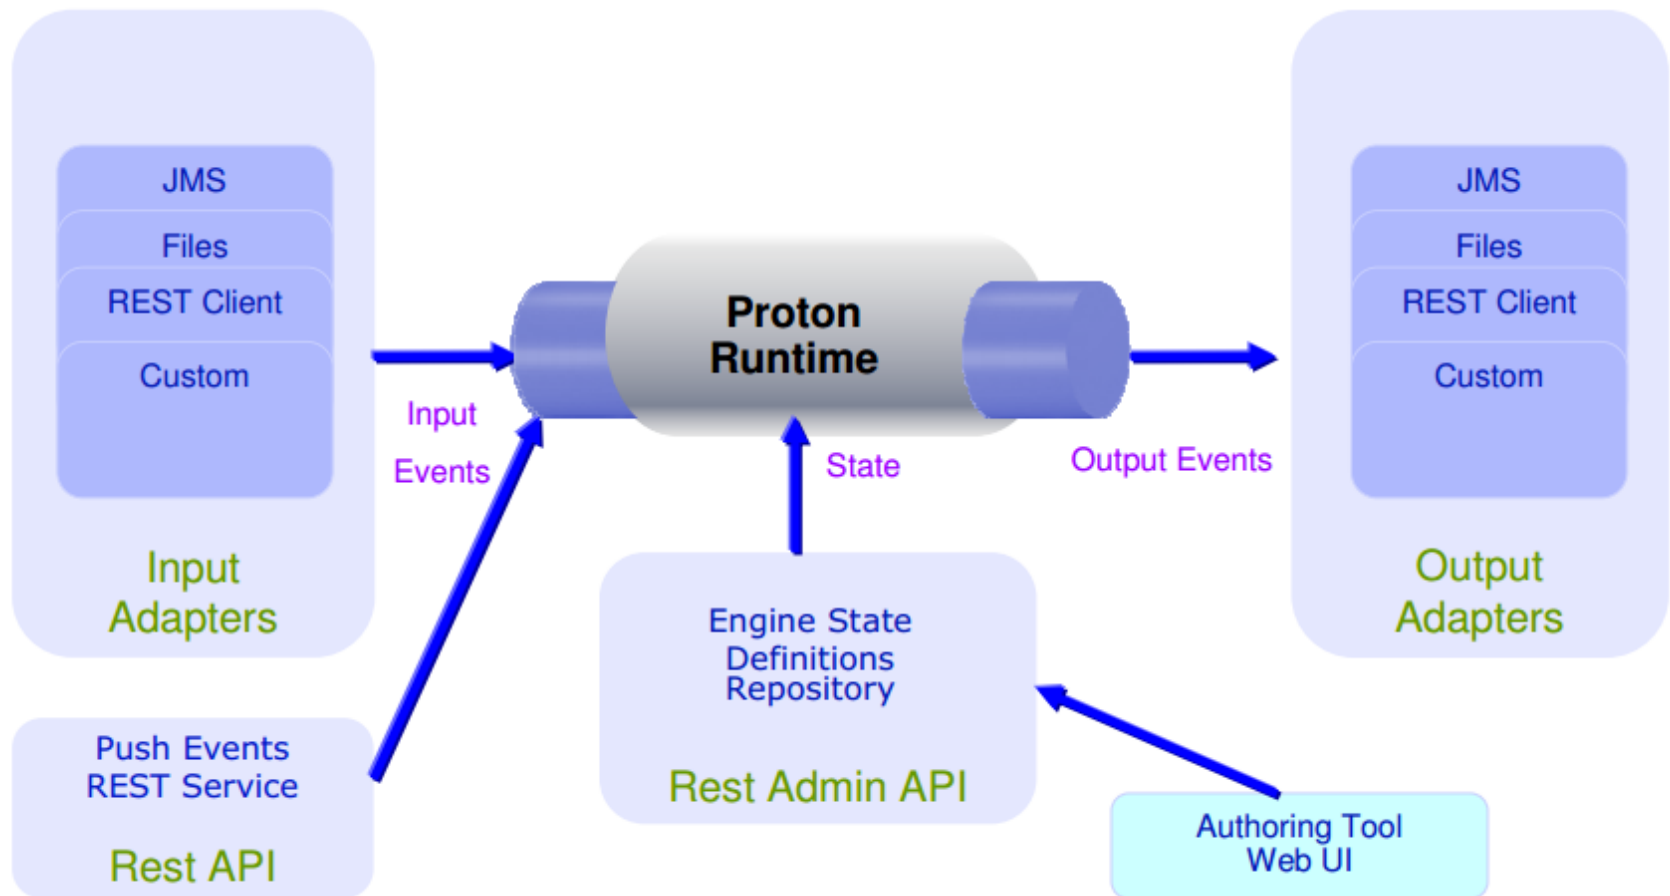 JMS
Files
REST Client
Custom
Input
Adapters
Push Events
REST Service
Rest API
Input
Events
Proton
Runtime
State
Output Events
Engine State
Definitions
Repository
Rest Admin API
Authoring Tool
Web UI
JMS
Files
REST Client
Custom
Output
Adapters